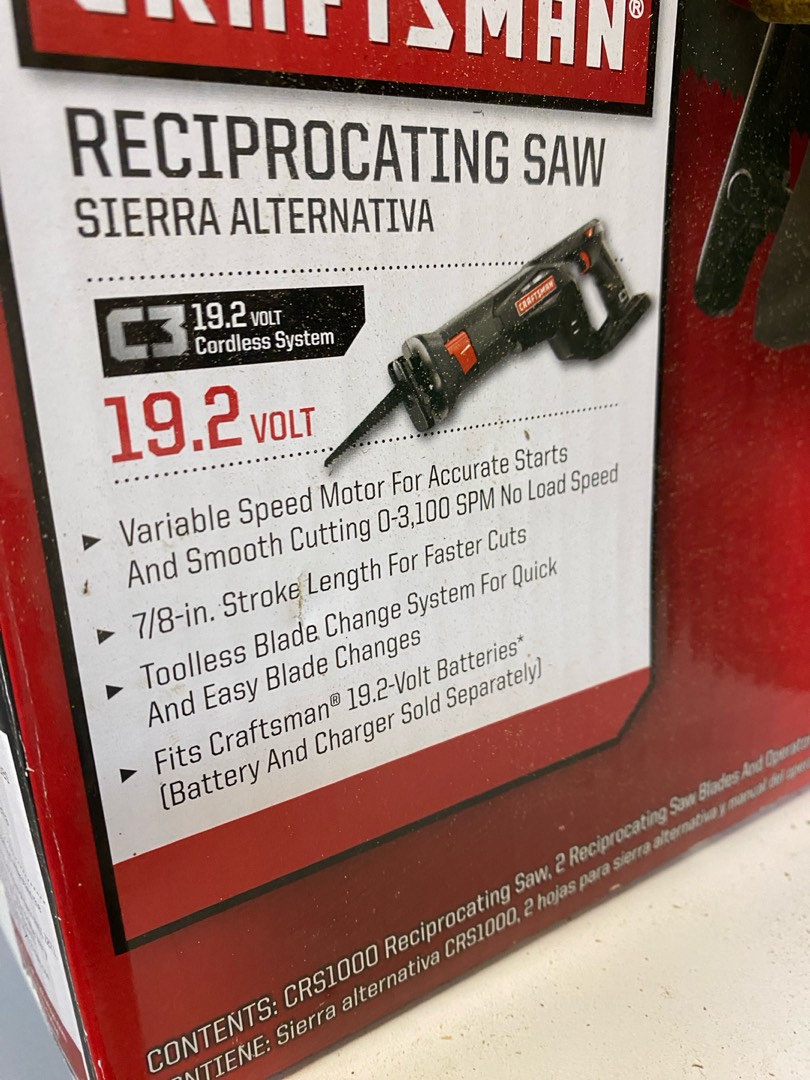 CRAFTSMAN®
RECIPROCATING SAW
SIERRA ALTERNATIVA
C3 19.2 VOLT
Cordless System
CRAFTSMAN
19.2 VOLT
► Variable Speed Motor For Accurate Starts
And Smooth Cutting 0-3,100 SPM No Load Speed
► 7/8-in. Stroke Length For Faster Cuts
► Toolless Blade Change System For Quick
And Easy Blade Changes
► Fits Craftsman® 19.2-Volt Batteries*
(Battery And Charger Sold Separately)
CONTENTS: CRS1000 Reciprocating Saw, 2 Reciprocating Saw Blades And
NTIENE: Sierra alternativa CRS1000, 2 hojas para sierra alternativa y manual del